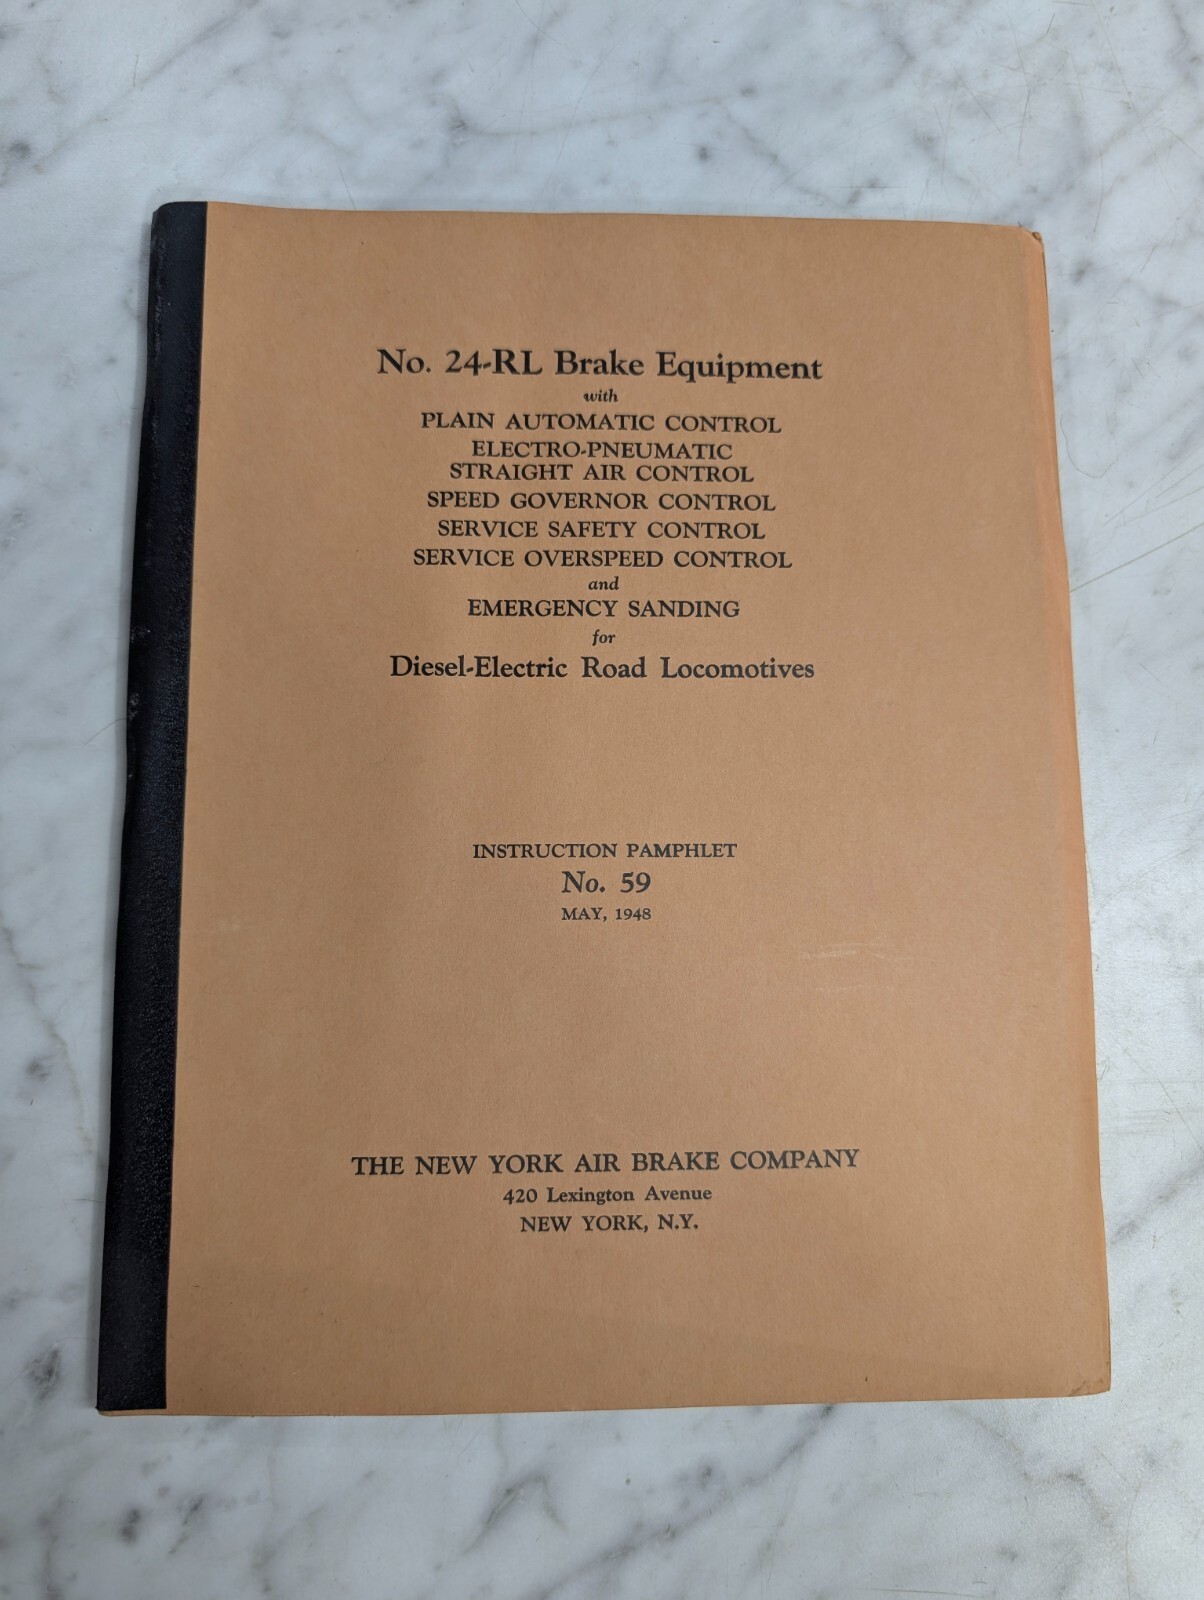 No. 24-RL Brake Equipment
with
PLAIN AUTOMATIC CONTROL
ELECTRO-PNEUMATIC
STRAIGHT AIR CONTROL
SPEED GOVERNOR CONTROL
SERVICE SAFETY CONTROL
SERVICE OVERSPEED CONTROL
and
EMERGENCY SANDING
for
Diesel-Electric Road Locomotives
INSTRUCTION PAMPHLET
No. 59
MAY, 1948
THE NEW YORK AIR BRAKE COMPANY
420 Lexington Avenue
NEW YORK, N.Y.